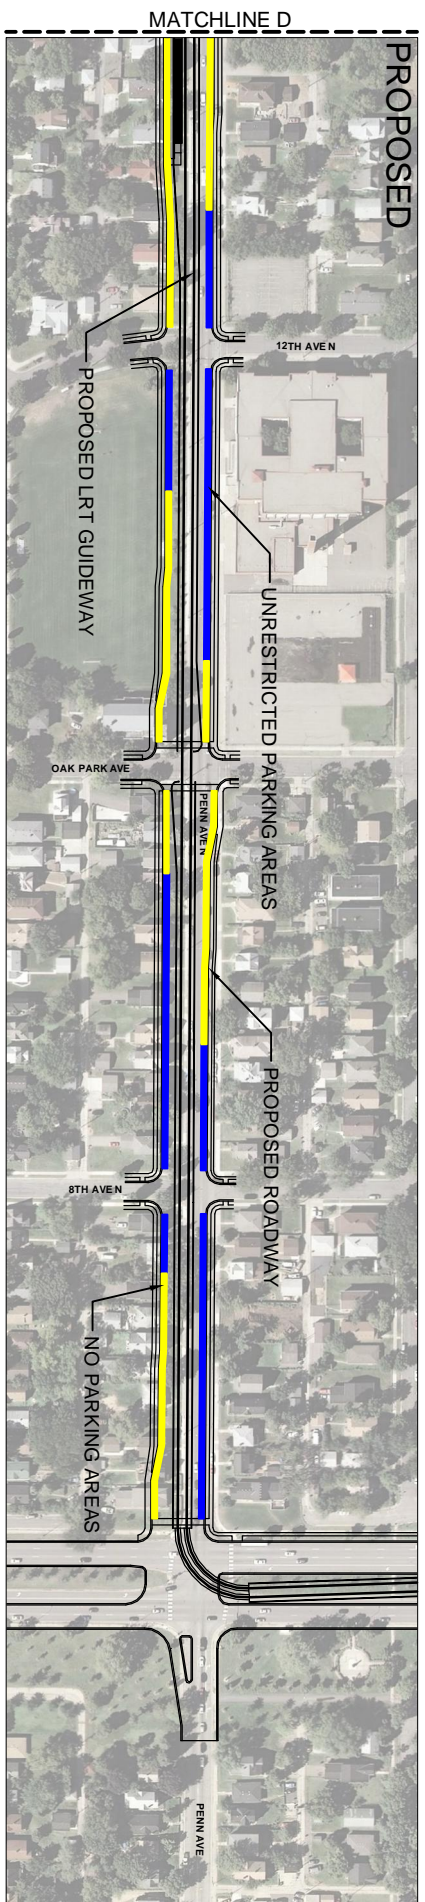 MATCHLINE D
PROPOSED
12TH AVE N
PROPOSED LRT GUIDEWAY
UNRESTRICTED PARKING AREAS
OAK PARK AVE
PENN AVE N
PROPOSED ROADWAY
8TH AVE N
NO PARKING AREAS
PENN AVE